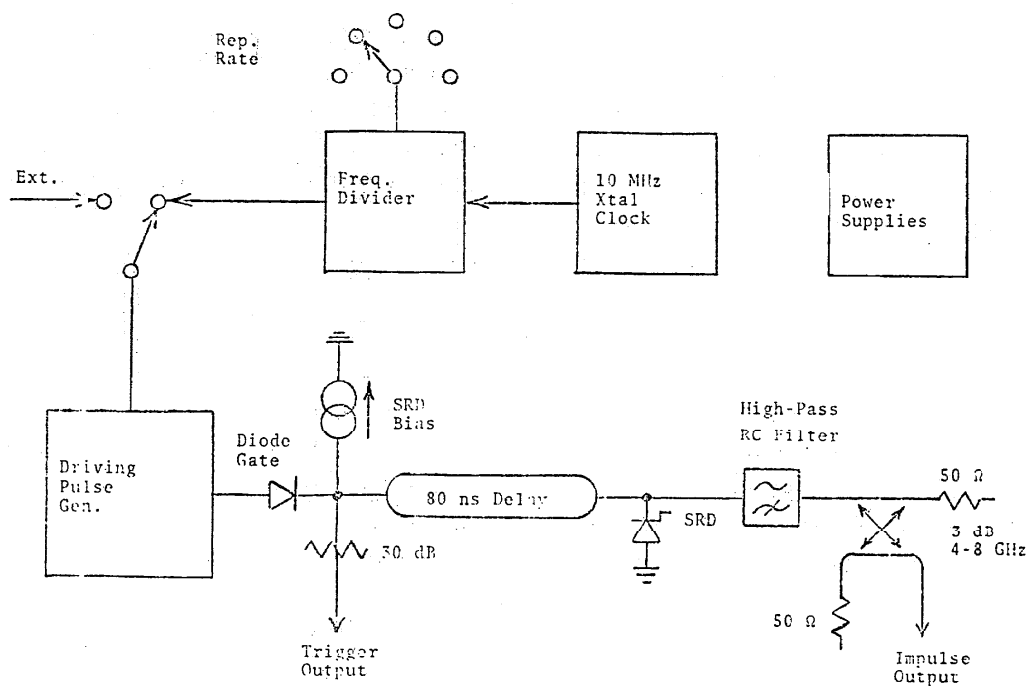 Rep.
Rate
Ext.
Freq.
Divider
10 MHz
Xtal
Clock
Power
Supplies
SRD
Bias
High-Pass
RC Filter
Diode
Gate
Driving
Pulse
Gen.
80 ns Delay
50 Ω
SRD
3 dB
4-8 GHz
30 dB
50 Ω
Trigger
Output
Impulse
Output